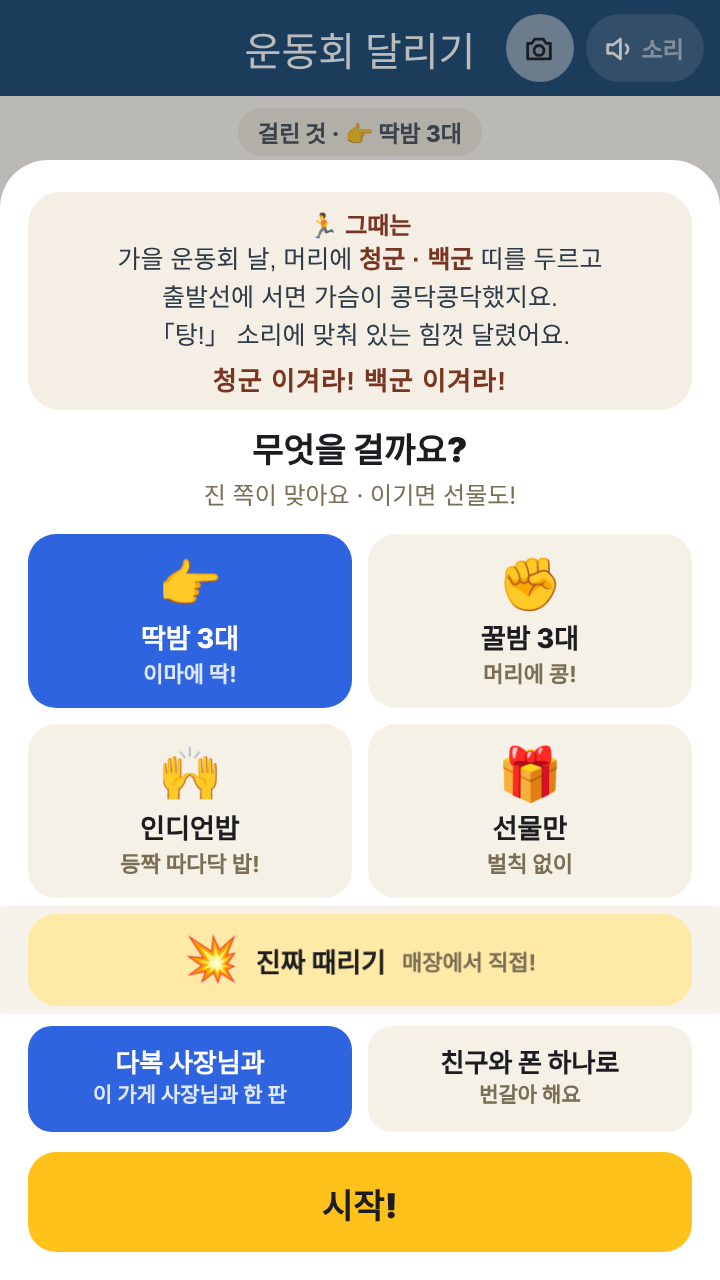 운동회 달리기
소리
걸린 것 · 👉 딱밤 3대
🏃 그때는
가을 운동회 날, 머리에 청군 · 백군 띠를 두르고
출발선에 서면 가슴이 콩닥콩닥했지요.
「탕!」 소리에 맞춰 있는 힘껏 달렸어요.
청군 이겨라! 백군 이겨라!
무엇을 걸까요?
진 쪽이 맞아요 · 이기면 선물도!
딱밤 3대
이마에 딱!
꿀밤 3대
머리에 콩!
인디언밥
등짝 따다닥 밥!
선물만
벌칙 없이
진짜 때리기 매장에서 직접!
다복 사장님과
이 가게 사장님과 한 판
친구와 폰 하나로
번갈아 해요
시작!